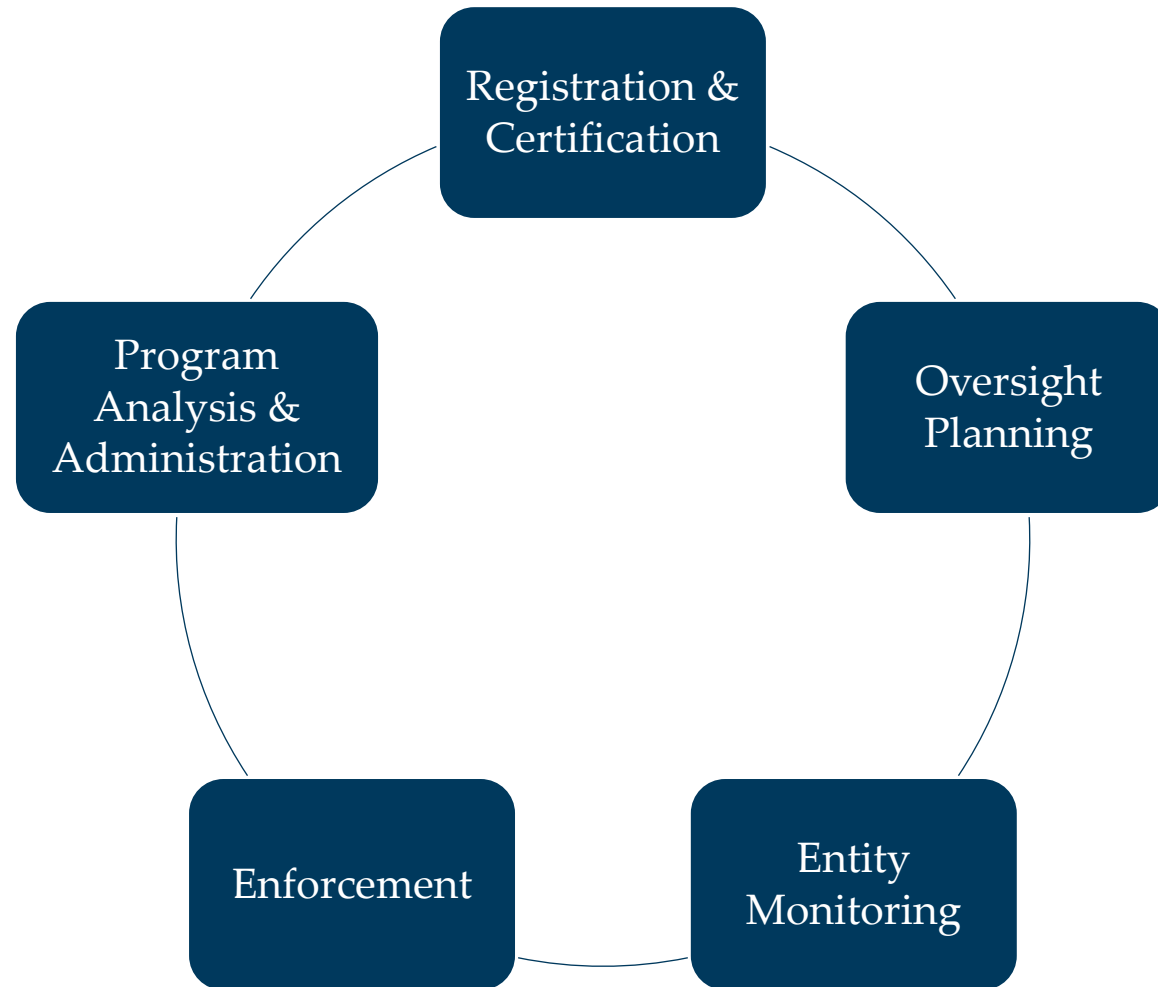 Registration &
Certification
Oversight
Planning
Entity
Monitoring
Enforcement
Program
Analysis &
Administration